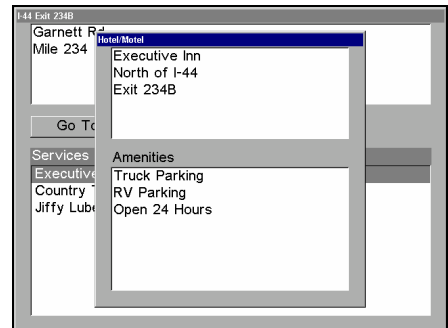 I-44 Exit 234B
Garnett Rd
Mile 234
Go To
Services
Executive
Country T
Jiffy Lube
Hotel/Motel
Executive Inn
North of I-44
Exit 234B
Amenities
Truck Parking
RV Parking
Open 24 Hours